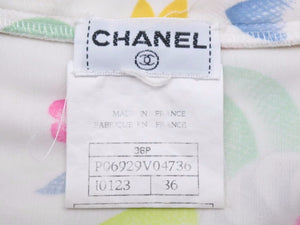 CHANEL
MADE IN FRANCE
FABRIQUE EN FRANCE
36P
P06929V04736
10123 36